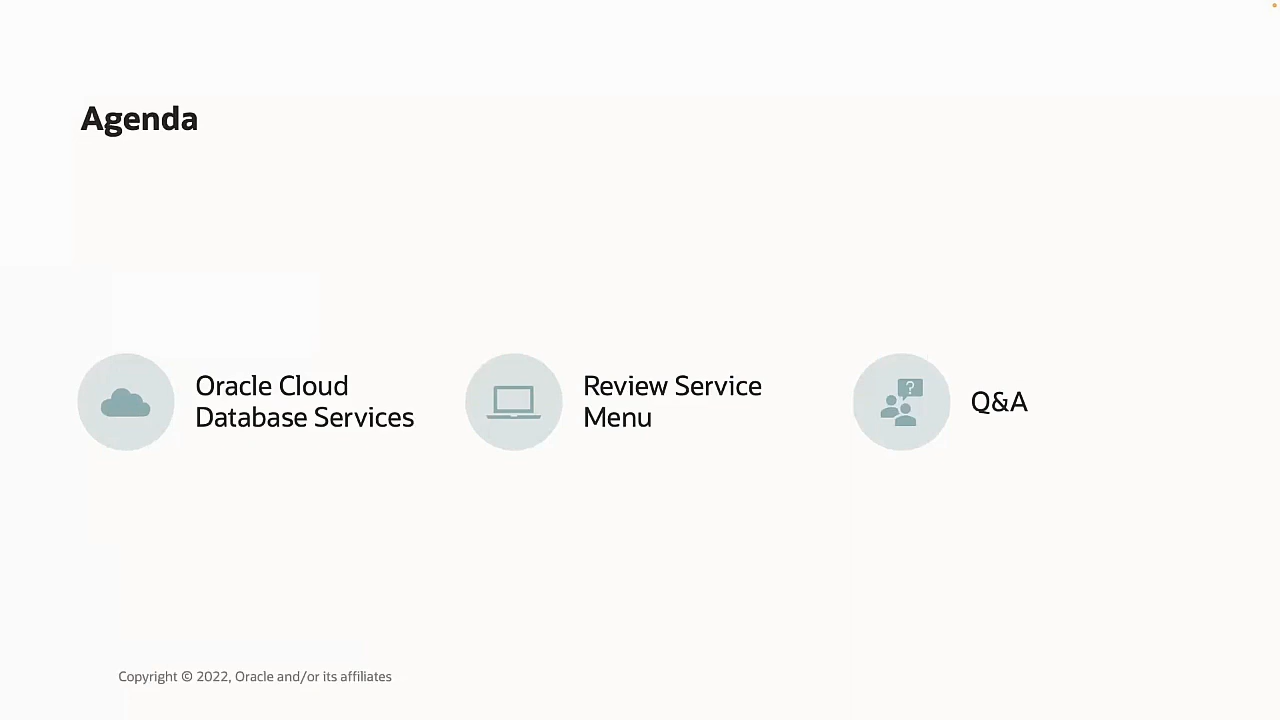 Agenda
Oracle Cloud
Database Services
Review Service
Menu
?
Q&A
Copyright © 2022, Oracle and/or its affiliates